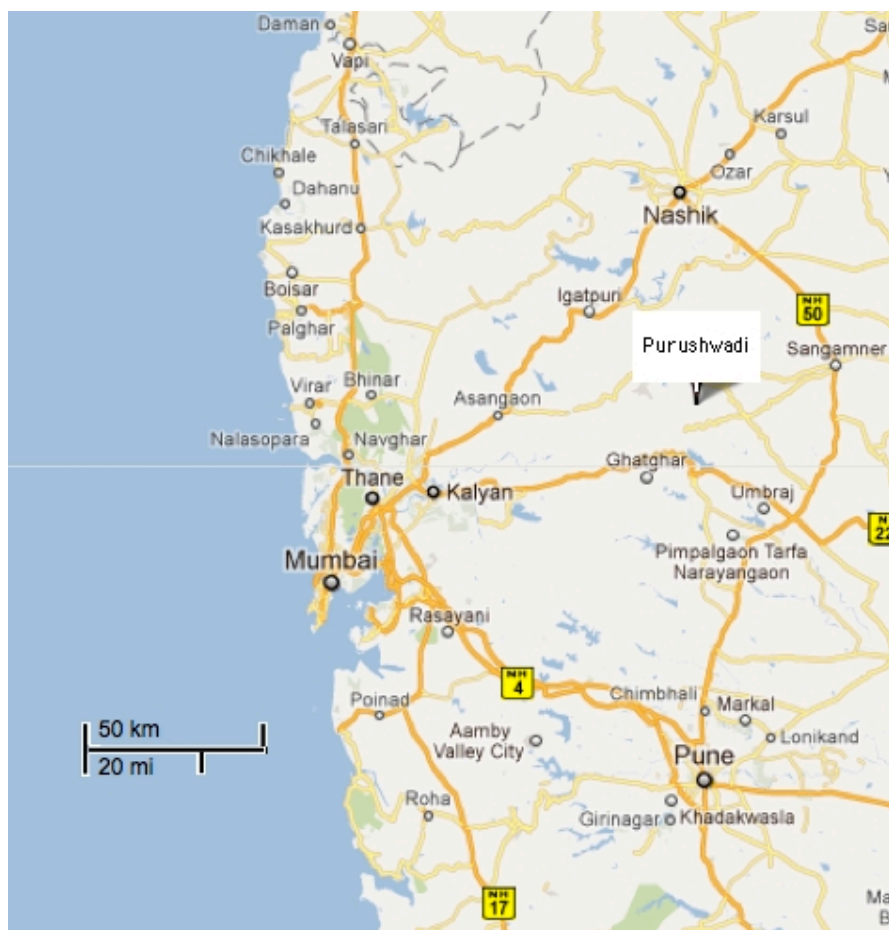 Daman
Vapi
Talasari
Karsul
Ozar
Chikhale
Dahanu
Nashik
Kasakhurd
Boisar
Igatpuri
NH
50
Palghar
Purushwadi
Sangamner
Virar
Bhinar
Asangaon
Nalasopara
Navghar
Ghatghar
Thane
Kalyan
Umbraj
Mumbai
Pimpalgaon Tarfa
Narayangaon
Rasayani
NH
4
Chimbhali
Poinad
Markal
50 km
20 mi
Aamby
Valley City
Lonikand
Pune
Roha
Girinagar
Khadakwasla
NH
17